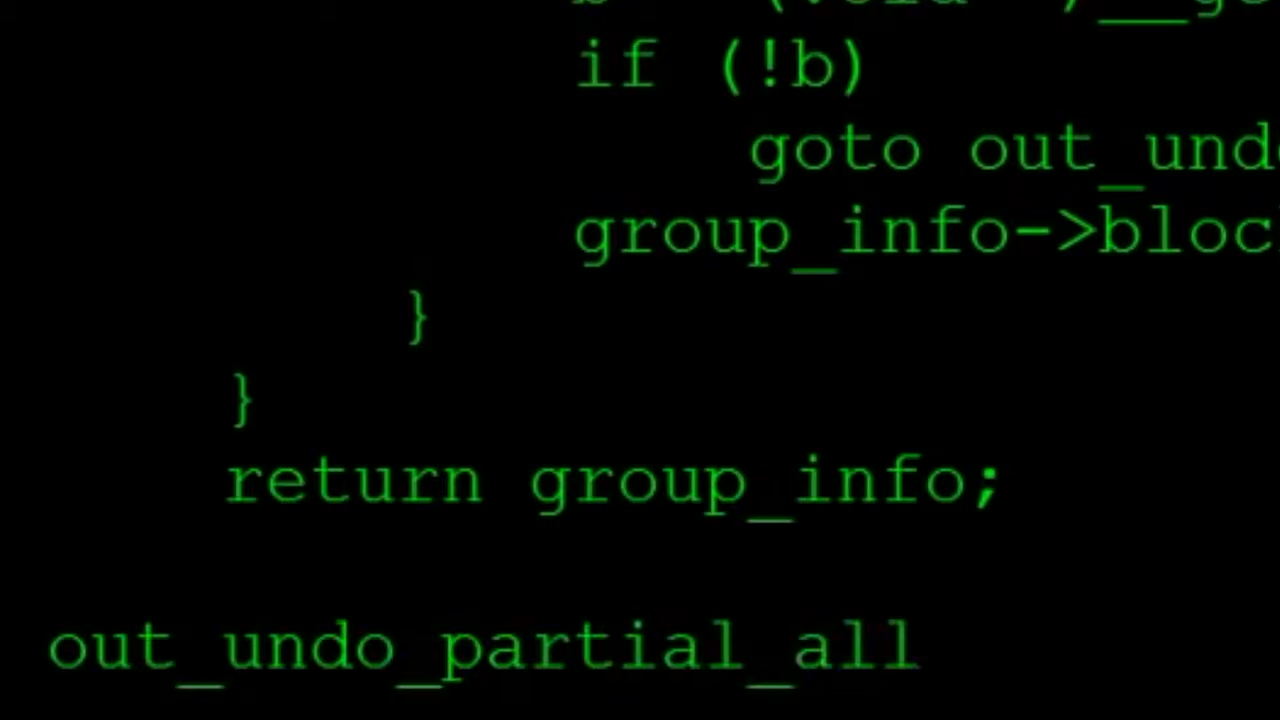 if (!b)
goto out_und
group_info->bloc
}
}
return group_info;
out_undo_partial_all